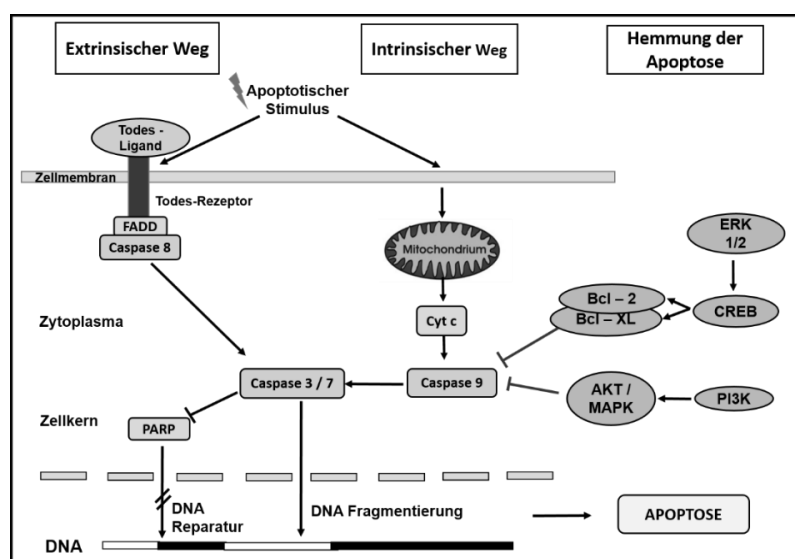 Extrinsischer Weg
Intrinsischer Weg
Hemmung der
Apoptose
Apoptotischer
Stimulus
Todes -
Ligand
Zellmembran
Todes-Rezeptor
FADD
Caspase 8
Mitochondrium
ERK
1/2
Bcl – 2
Bcl – XL
CREB
Zytoplasma
Cyt c
Caspase 3 / 7
Caspase 9
AKT /
MAPK
PI3K
Zellkern
PARP
DNA
Reparatur
DNA Fragmentierung
APOPTOSE
DNA